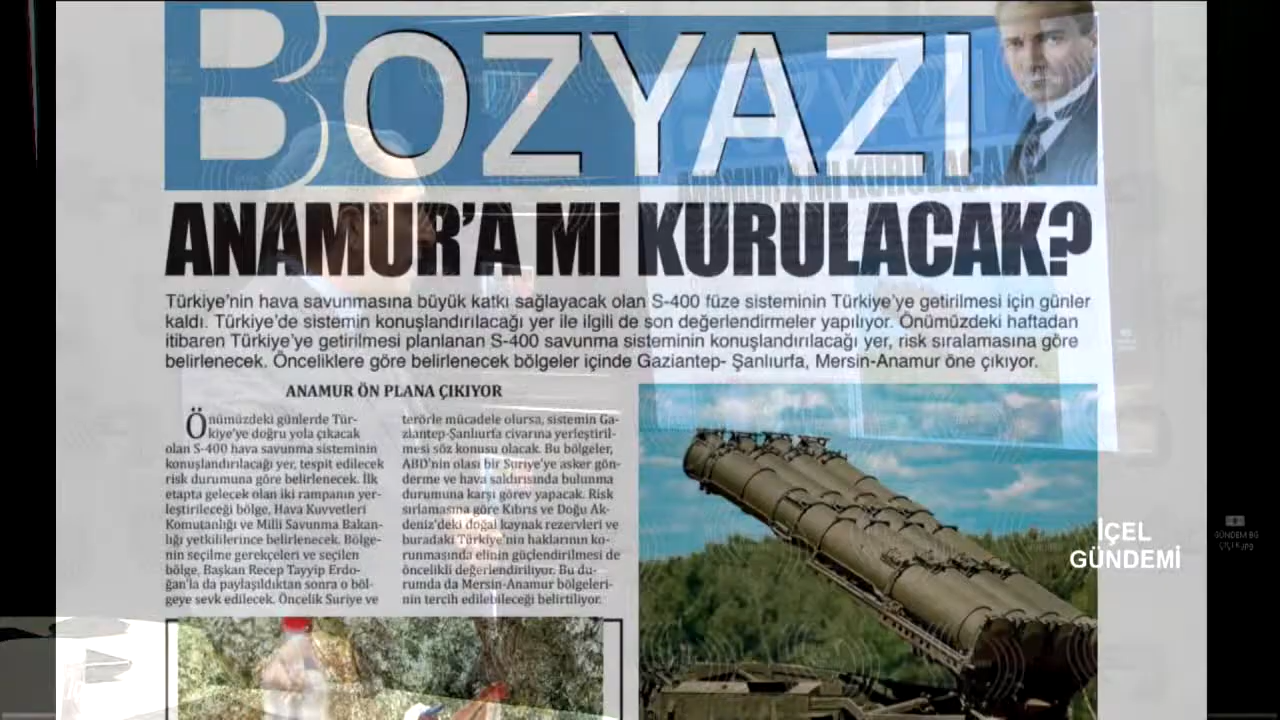 BOZYAZI
ANAMUR'A MI KURULACAK?
Türkiye'nin hava savunmasına büyük katkı sağlayacak olan S-400 füze sisteminin Türkiye'ye getirilmesi için günler
kaldı. Türkiye'de sistemin konuşlandırılacağı yer ile ilgili de son değerlendirmeler yapılıyor. Önümüzdeki haftadan
itibaren Türkiye'ye getirilmesi planlanan S-400 savunma sisteminin konuşlandırılacağı yer, risk sıralamasına göre
belirlenecek. Önceliklere göre belirlenecek bölgeler içinde Gaziantep- Şanlıurfa, Mersin-Anamur öne çıkıyor.
ANAMUR ÖN PLANA ÇIKIYOR
Önümüzdeki günlerde Tür-
kiye'ye doğru yola çıkacak
olan S-400 hava savunma sisteminin
konuşlandırılacağı yer, tespit edilecek
risk durumuna göre belirlenecek. İlk
etapta gelecek olan iki rampanın yer-
leştirileceği bölge, Hava Kuvvetleri
Komutanlığı ve Milli Savunma Bakan-
lığı yetkililerince belirlenecek. Bölge-
nin seçilme gerekçeleri ve seçilen
bölge, Başkan Recep Tayyip Erdo-
ğan'la da paylaşıldıktan sonra o böl-
geye sevk edilecek. Öncelik Suriye ve
terörle mücadele olursa, sistemin Ga-
ziantep-Şanlıurfa civarına yerleştiril-
mesi söz konusu olacak. Bu bölgeler,
ABD'nin olası bir Suriye'ye asker gön-
derme ve hava saldırısında bulunma
durumuna karşı görev yapacak. Risk
sırlamasına göre Kıbrıs ve Doğu Ak-
deniz'deki doğal kaynak rezervleri ve
buradaki Türkiye'nin haklarının ko-
runmasında elinin güçlendirilmesi de
öncelikli değerlendiriliyor. Bu du-
rumda da Mersin-Anamur bölgeleri-
nin tercih edilebileceği belirtiliyor.
İÇEL
GÜNDEMİ